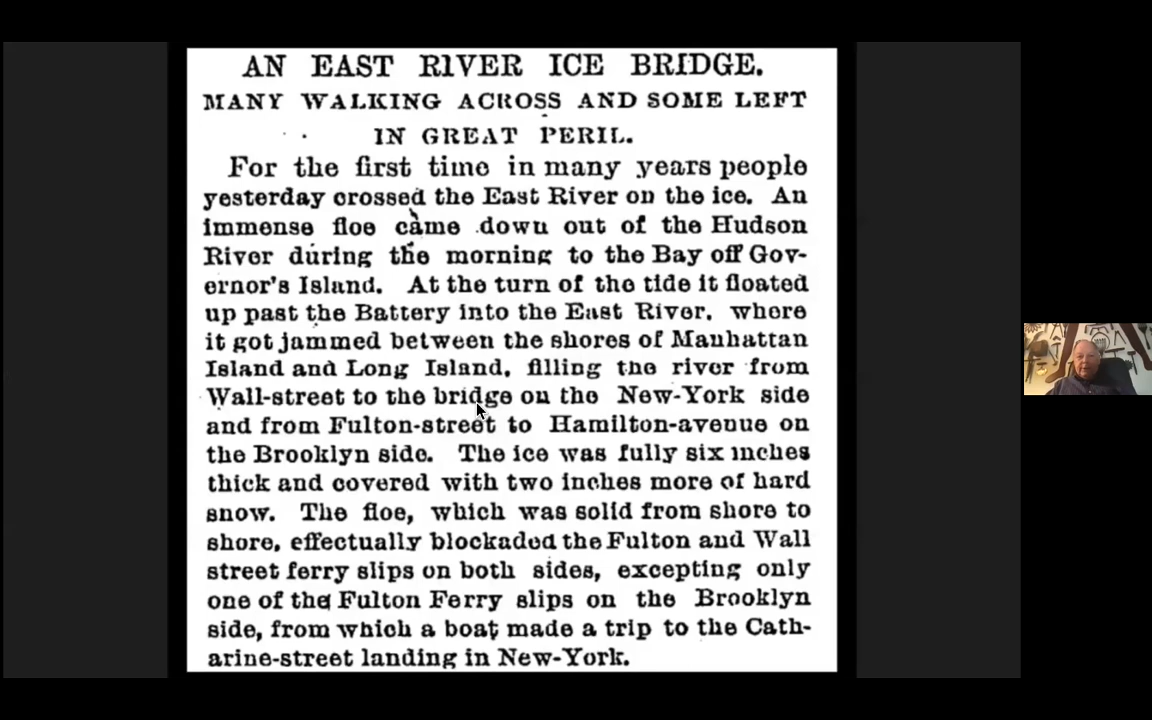 AN EAST RIVER ICE BRIDGE.
MANY WALKING ACROSS AND SOME LEFT
IN GREAT PERIL.
For the first time in many years people
yesterday crossed the East River on the ice. An
immense floe came down out of the Hudson
River during the morning to the Bay off Gov-
ernor's Island. At the turn of the tide it floated
up past the Battery into the East River, where
it got jammed between the shores of Manhattan
Island and Long Island, filling the river from
Wall-street to the bridge on the New-York side
and from Fulton-street to Hamilton-avenue on
the Brooklyn side. The ice was fully six inches
thick and covered with two inches more of hard
snow. The floe, which was solid from shore to
shore, effectually blockaded the Fulton and Wall
street ferry slips on both sides, excepting only
one of the Fulton Ferry slips on the Brooklyn
side, from which a boat made a trip to the Cath-
arine-street landing in New-York.